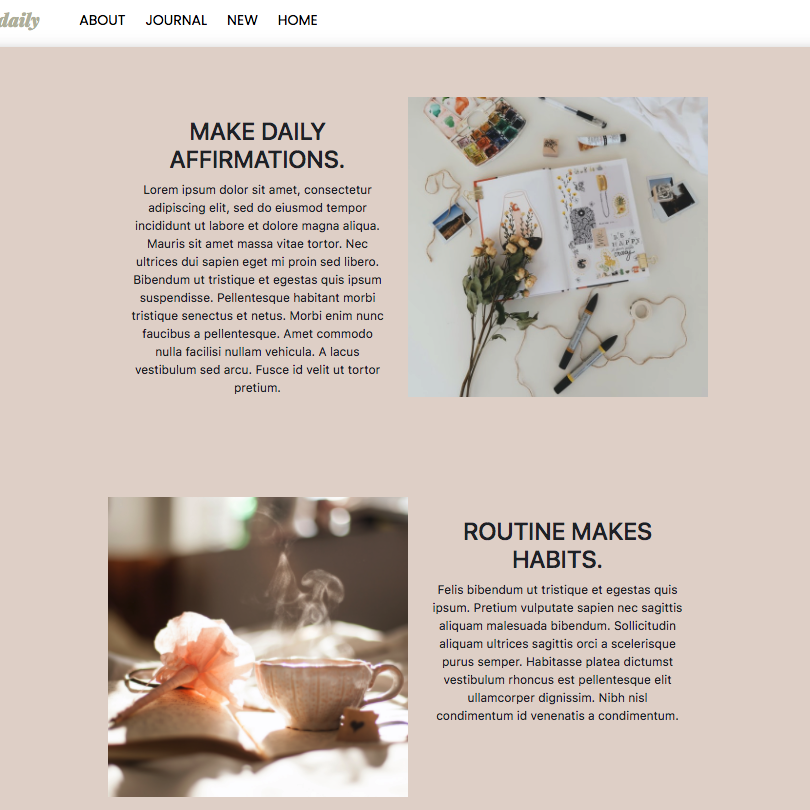 daily
ABOUT JOURNAL NEW HOME
MAKE DAILY
AFFIRMATIONS.
Lorem ipsum dolor sit amet, consectetur
adipiscing elit, sed do eiusmod tempor
incididunt ut labore et dolore magna aliqua.
Mauris sit amet massa vitae tortor. Nec
ultrices dui sapien eget mi proin sed libero.
Bibendum ut tristique et egestas quis ipsum
suspendisse. Pellentesque habitant morbi
tristique senectus et netus. Morbi enim nunc
faucibus a pellentesque. Amet commodo
nulla facilisi nullam vehicula. A lacus
vestibulum sed arcu. Fusce id velit ut tortor
pretium.
ROUTINE MAKES
HABITS.
Felis bibendum ut tristique et egestas quis
ipsum. Pretium vulputate sapien nec sagittis
aliquam malesuada bibendum. Sollicitudin
aliquam ultrices sagittis orci a scelerisque
purus semper. Habitasse platea dictumst
vestibulum rhoncus est pellentesque elit
ullamcorper dignissim. Nibh nisl
condimentum id venenatis a condimentum.